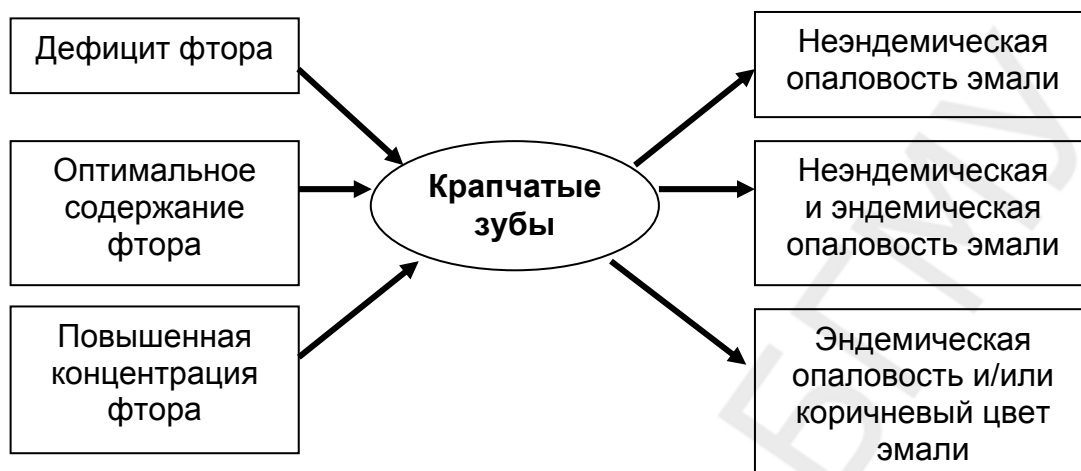 Дефицит фтора
Оптимальное
содержание
фтора
Повышенная
концентрация
фтора
Крапчатые
зубы
Неэндемическая
опаловость эмали
Неэндемическая
и эндемическая
опаловость эмали
Эндемическая
опаловость и/или
коричневый цвет
эмали
БГМУ